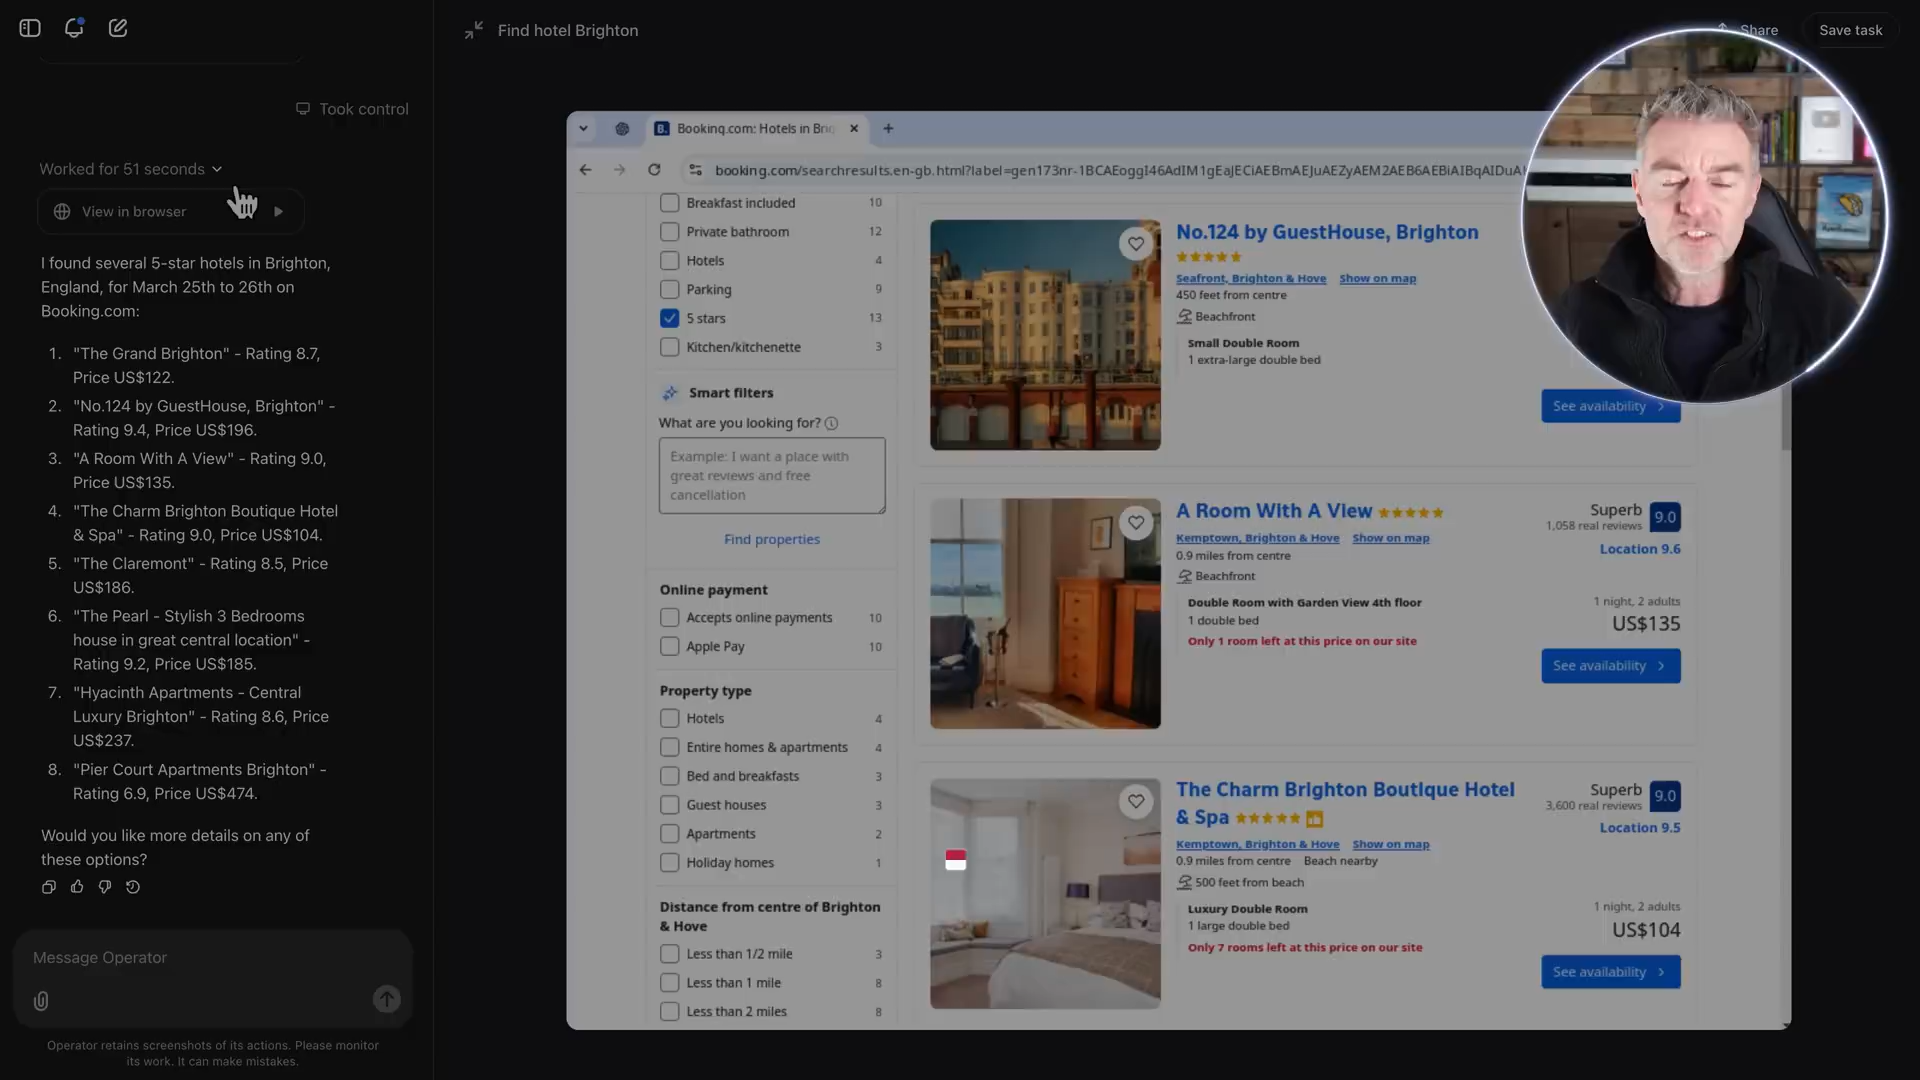 Find hotel Brighton
Share
Save task
Took control
Worked for 51 seconds
View in browser
I found several 5-star hotels in Brighton,
England, for March 25th to 26th on
Booking.com:
1. "The Grand Brighton" - Rating 8.7,
Price US$122.
2. "No.124 by GuestHouse, Brighton" -
Rating 9.4, Price US$196.
3. "A Room With A View" - Rating 9.0,
Price US$135.
4. "The Charm Brighton Boutique Hotel
& Spa" - Rating 9.0, Price US$104.
5. "The Claremont" - Rating 8.5, Price
US$186.
6. "The Pearl - Stylish 3 Bedrooms
house in great central location" -
Rating 9.2, Price US$185.
7. "Hyacinth Apartments - Central
Luxury Brighton" - Rating 8.6, Price
US$237.
8. "Pier Court Apartments Brighton" -
Rating 6.9, Price US$474.
Would you like more details on any of
these options?
Message Operator
Operator retains screenshots of its actions. Please monitor
its work. It can make mistakes.
B. Booking.com: Hotels in Brig
booking.com/searchresults.en-gb.html?label=gen173nr-1BCAEoggI46AdIM1gEaJECiAEBmAEJuAEZyAEM2AEB6AEBiAIBqAIDuAI
Breakfast included 10
Private bathroom 12
Hotels 4
Parking 9
5 stars 13
Kitchen/kitchenette 3
Smart filters
What are you looking for?
Example: I want a place with
great reviews and free
cancellation
Find properties
Online payment
Accepts online payments 10
Apple Pay 10
Property type
Hotels 4
Entire homes & apartments 4
Bed and breakfasts 3
Guest houses 3
Apartments 2
Holiday homes 1
Distance from centre of Brighton
& Hove
Less than 1/2 mile 3
Less than 1 mile 8
Less than 2 miles 8
No.124 by GuestHouse, Brighton
Seafront, Brighton & Hove Show on map
450 feet from centre
Beachfront
Small Double Room
1 extra-large double bed
See availability
A Room With A View
Superb 9.0
1,058 real reviews
Kemptown, Brighton & Hove Show on map
Location 9.6
0.9 miles from centre
Beachfront
Double Room with Garden View 4th floor
1 night, 2 adults
1 double bed
US$135
Only 1 room left at this price on our site
See availability
The Charm Brighton Boutique Hotel
& Spa
Superb 9.0
3,600 real reviews
Location 9.5
Kemptown, Brighton & Hove Show on map
0.9 miles from centre Beach nearby
500 feet from beach
Luxury Double Room
1 night, 2 adults
1 large double bed
US$104
Only 7 rooms left at this price on our site
See availability